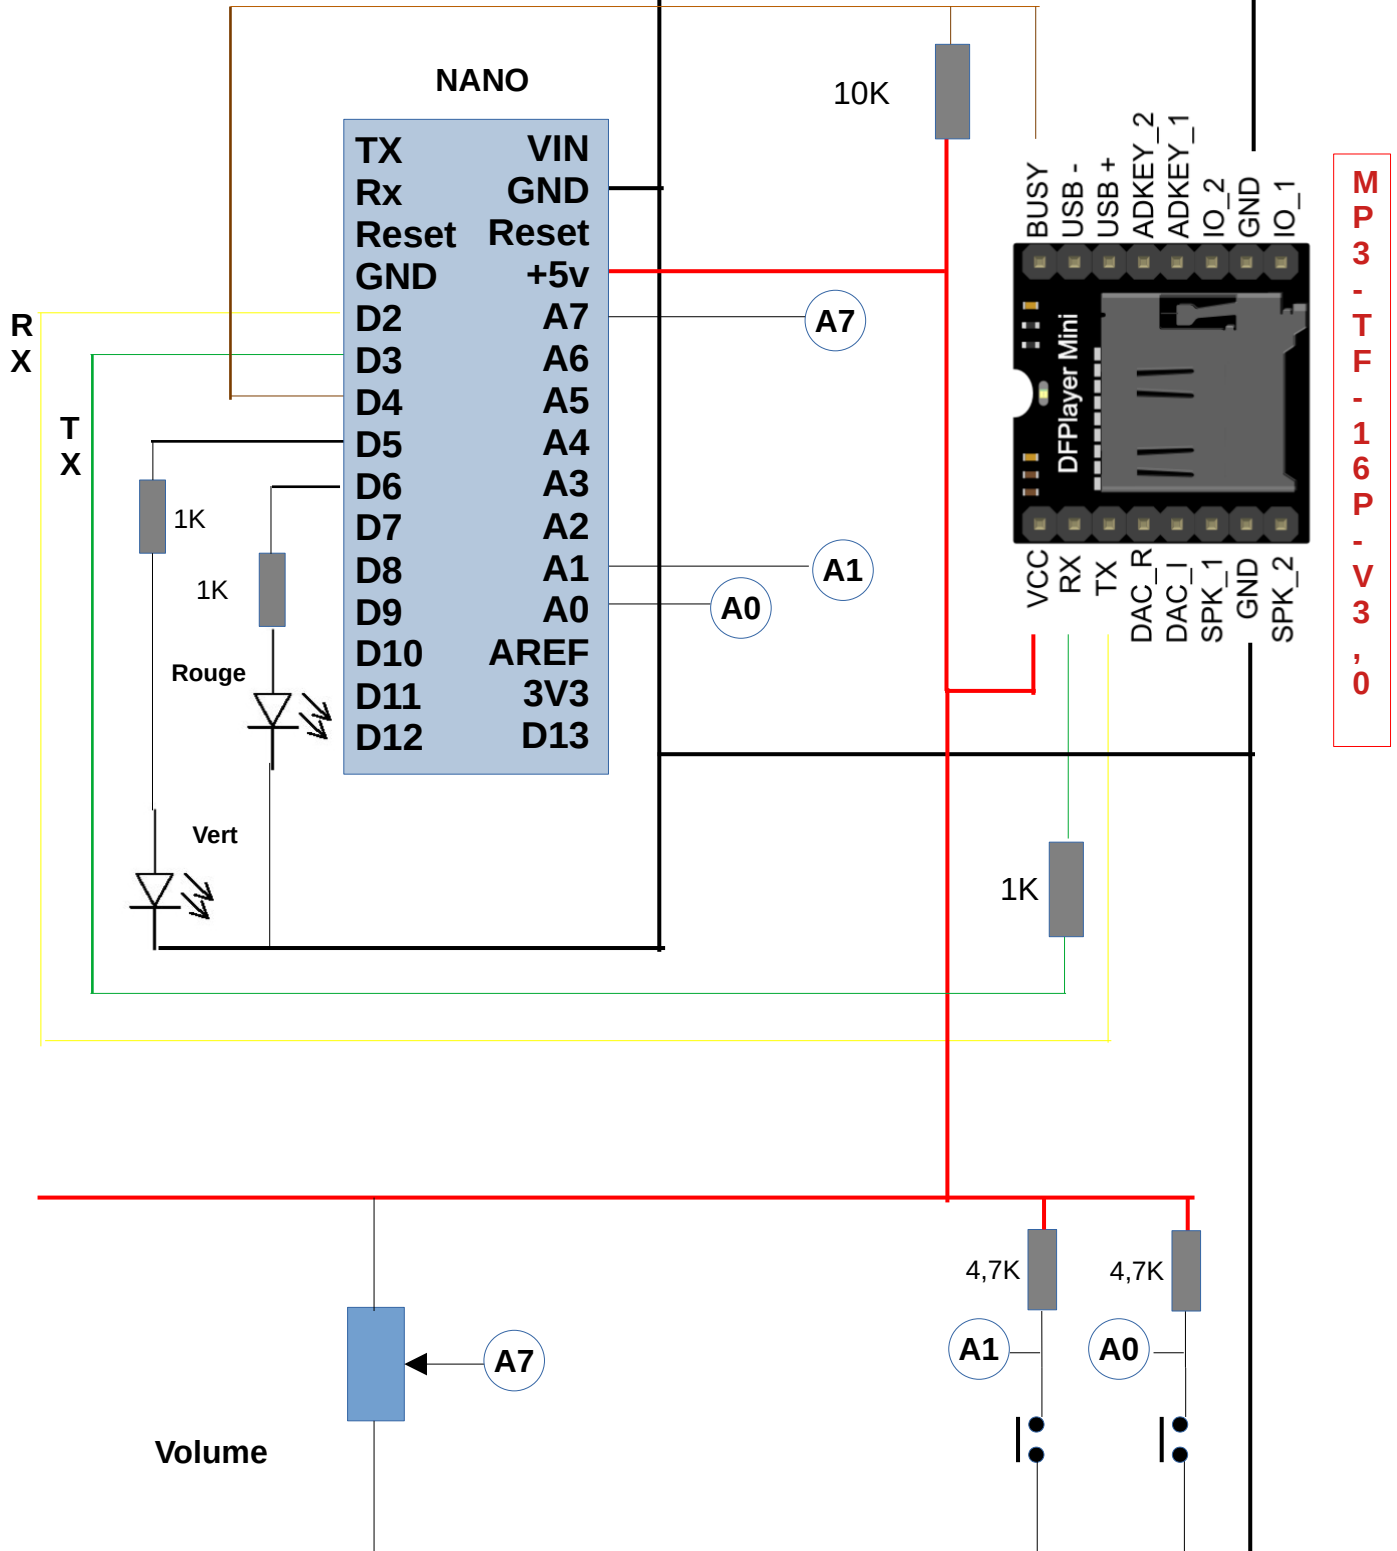 NANO
10K
TX VIN
Rx GND
Reset Reset
GND +5v
D2 A7
D3 A6
D4 A5
D5 A4
D6 A3
D7 A2
D8 A1
D9 A0
D10 AREF
D11 3V3
D12 D13
RX
TX
1K
1K
Rouge
Vert
A7
A1
A0
BUSY
USB -
USB +
ADKEY_2
ADKEY_1
IO_2
GND
IO_1
DFPlayer Mini
VCC
RX
TX
DAC_R
DAC_I
SPK_1
GND
SPK_2
MP3-TF-16P-V3,0
1K
4,7K
4,7K
A1
A0
A7
Volume